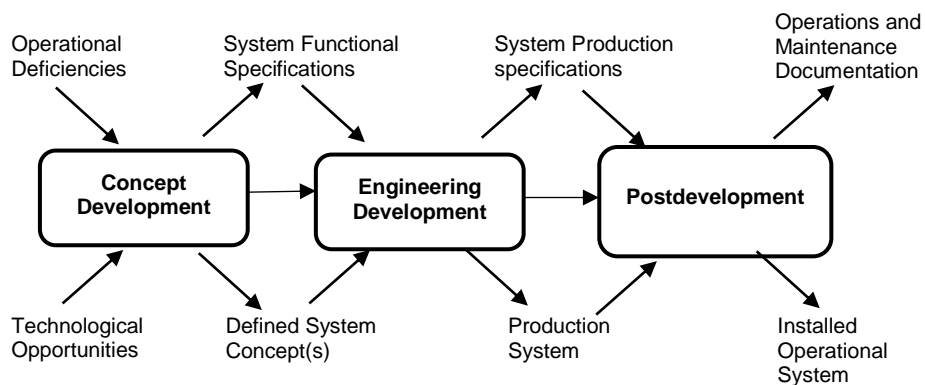 Operational
Deficiencies
System Functional
Specifications
System Production
specifications
Operations and
Maintenance
Documentation
Concept
Development
Engineering
Development
Postdevelopment
Technological
Opportunities
Defined System
Concept(s)
Production
System
Installed
Operational
System